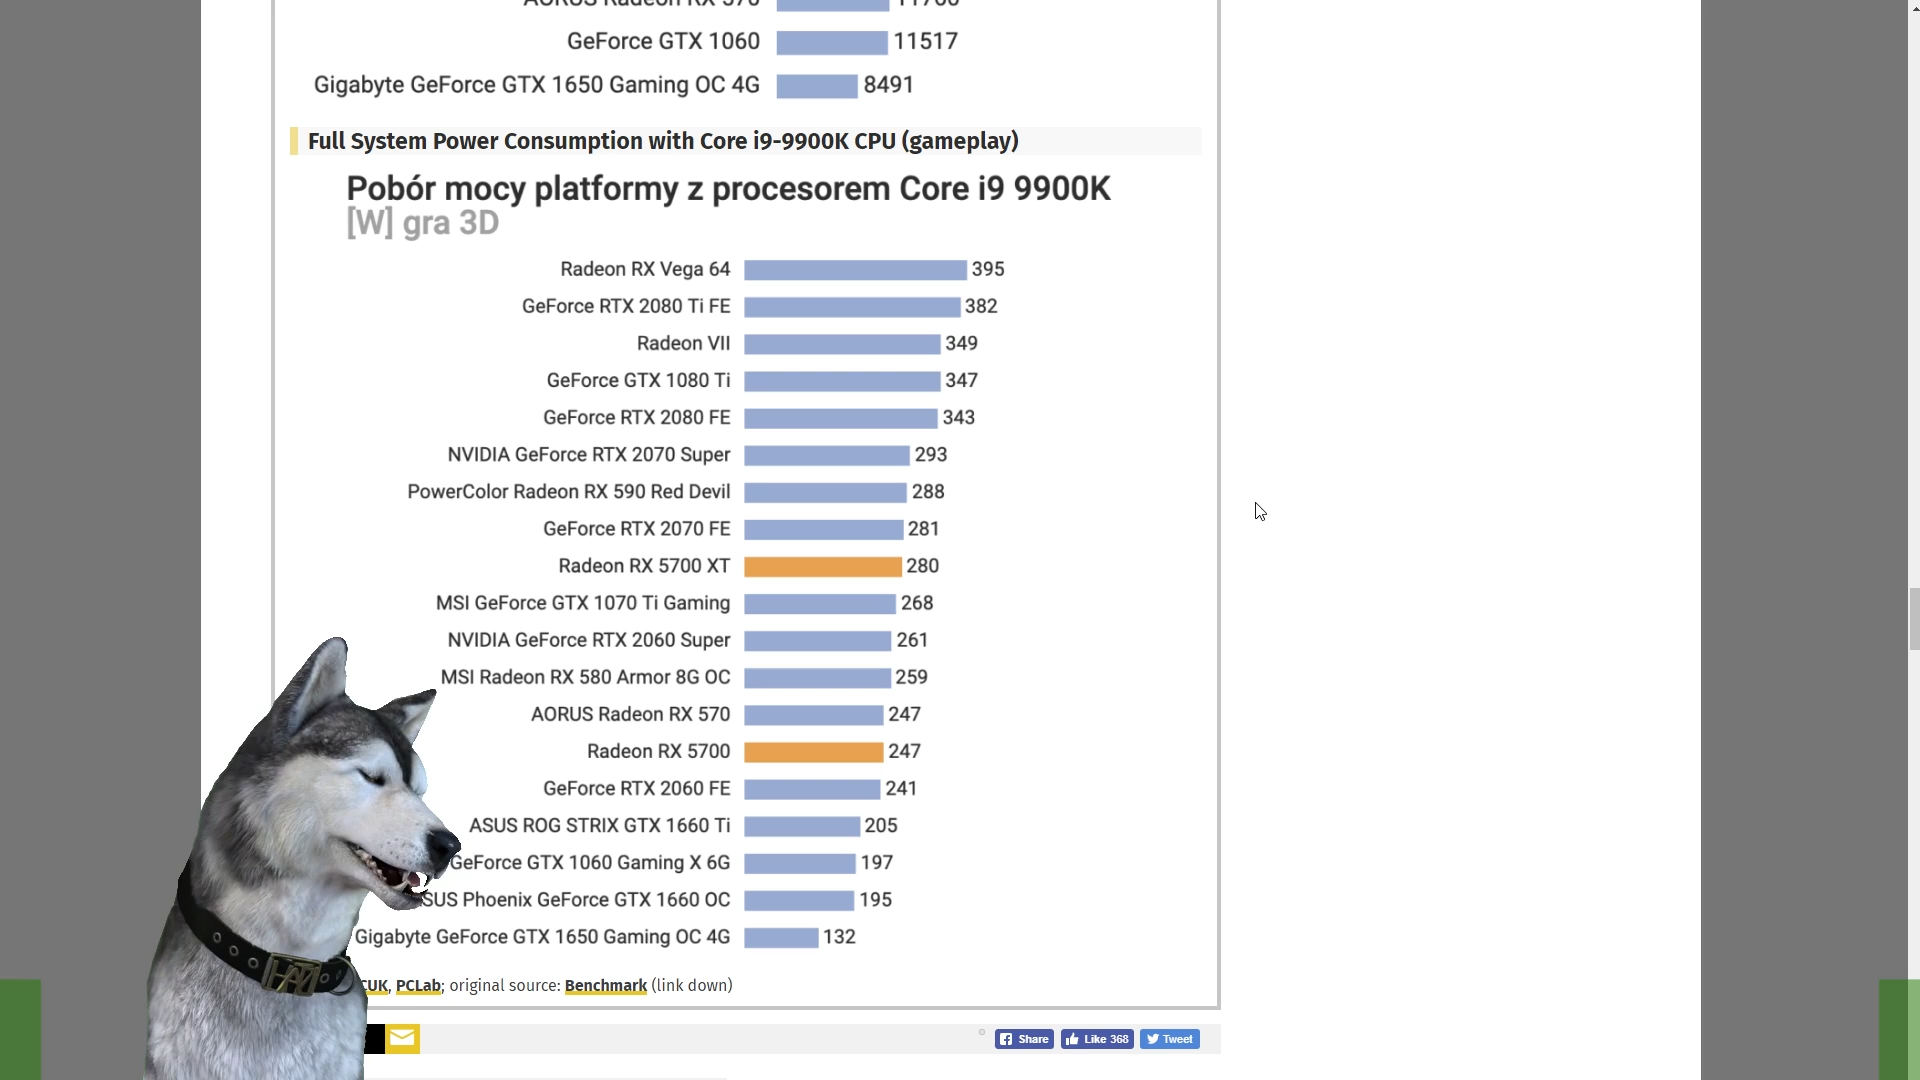 AORUS Radeon RX 570 11706
GeForce GTX 1060 11517
Gigabyte GeForce GTX 1650 Gaming OC 4G 8491
Full System Power Consumption with Core i9-9900K CPU (gameplay)
Pobór mocy platformy z procesorem Core i9 9900K
[W] gra 3D
Radeon RX Vega 64 395
GeForce RTX 2080 Ti FE 382
Radeon VII 349
GeForce GTX 1080 Ti 347
GeForce RTX 2080 FE 343
NVIDIA GeForce RTX 2070 Super 293
PowerColor Radeon RX 590 Red Devil 288
GeForce RTX 2070 FE 281
Radeon RX 5700 XT 280
MSI GeForce GTX 1070 Ti Gaming 268
NVIDIA GeForce RTX 2060 Super 261
MSI Radeon RX 580 Armor 8G OC 259
AORUS Radeon RX 570 247
Radeon RX 5700 247
GeForce RTX 2060 FE 241
ASUS ROG STRIX GTX 1660 Ti 205
GeForce GTX 1060 Gaming X 6G 197
SUS Phoenix GeForce GTX 1660 OC 195
Gigabyte GeForce GTX 1650 Gaming OC 4G 132
CUK, PCLab; original source: Benchmark (link down)
Share Like 368 Tweet